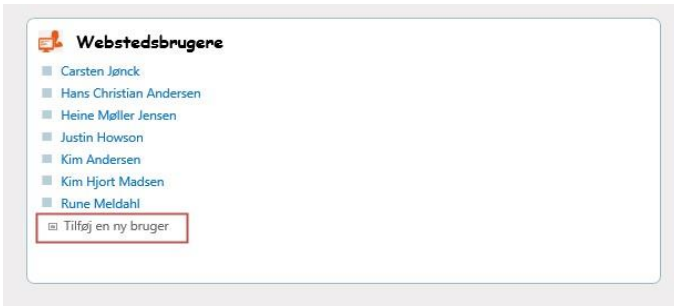 Webstedsbrugere
Carsten Jønck
Hans Christian Andersen
Heine Møller Jensen
Justin Howson
Kim Andersen
Kim Hjort Madsen
Rune Meldahl
Tilføj en ny bruger